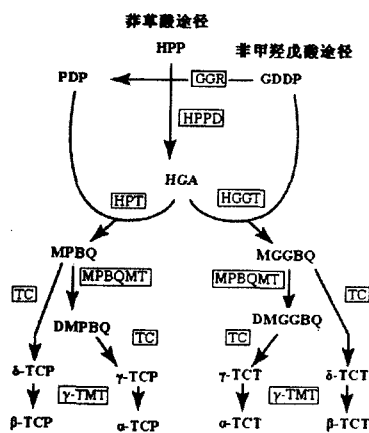 莽草酸途径
HPP
非甲羟戊酸途径
PDP
GGR
GDDP
HPPD
HGA
HPT
HGGT
MPBQ
MGGBQ
TC
MPBQMT
MPBQMT
TC
DMPBQ
TC
TC
DMGGBQ
δ-TCP
γ-TCP
γ-TCT
δ-TCT
γ-TMT
γ-TMT
β-TCP
α-TCP
α-TCT
β-TCT